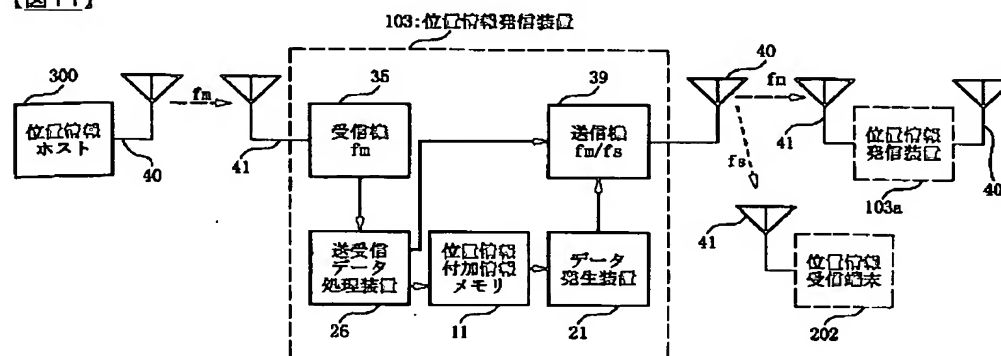 【図11】
103:位置情報発信装置
300
位置情報
ホスト
40
fm
41
35
受信機
fm
39
送信機
fm/fs
40
fm
fs
41
位置情報
発信装置
103a
40
送受信
データ
処理装置
26
位置情報
付加情報
メモリ
11
データ
発生装置
21
41
位置情報
受信端末
202